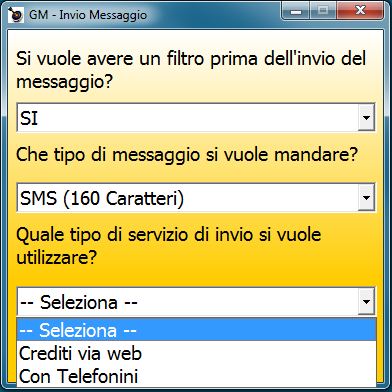 GM - Invio Messaggio
Si vuole avere un filtro prima dell'invio del
messaggio?
SI
Che tipo di messaggio si vuole mandare?
SMS (160 Caratteri)
Quale tipo di servizio di invio si vuole
utilizzare?
-- Seleziona --
-- Seleziona --
Crediti via web
Con Telefonini